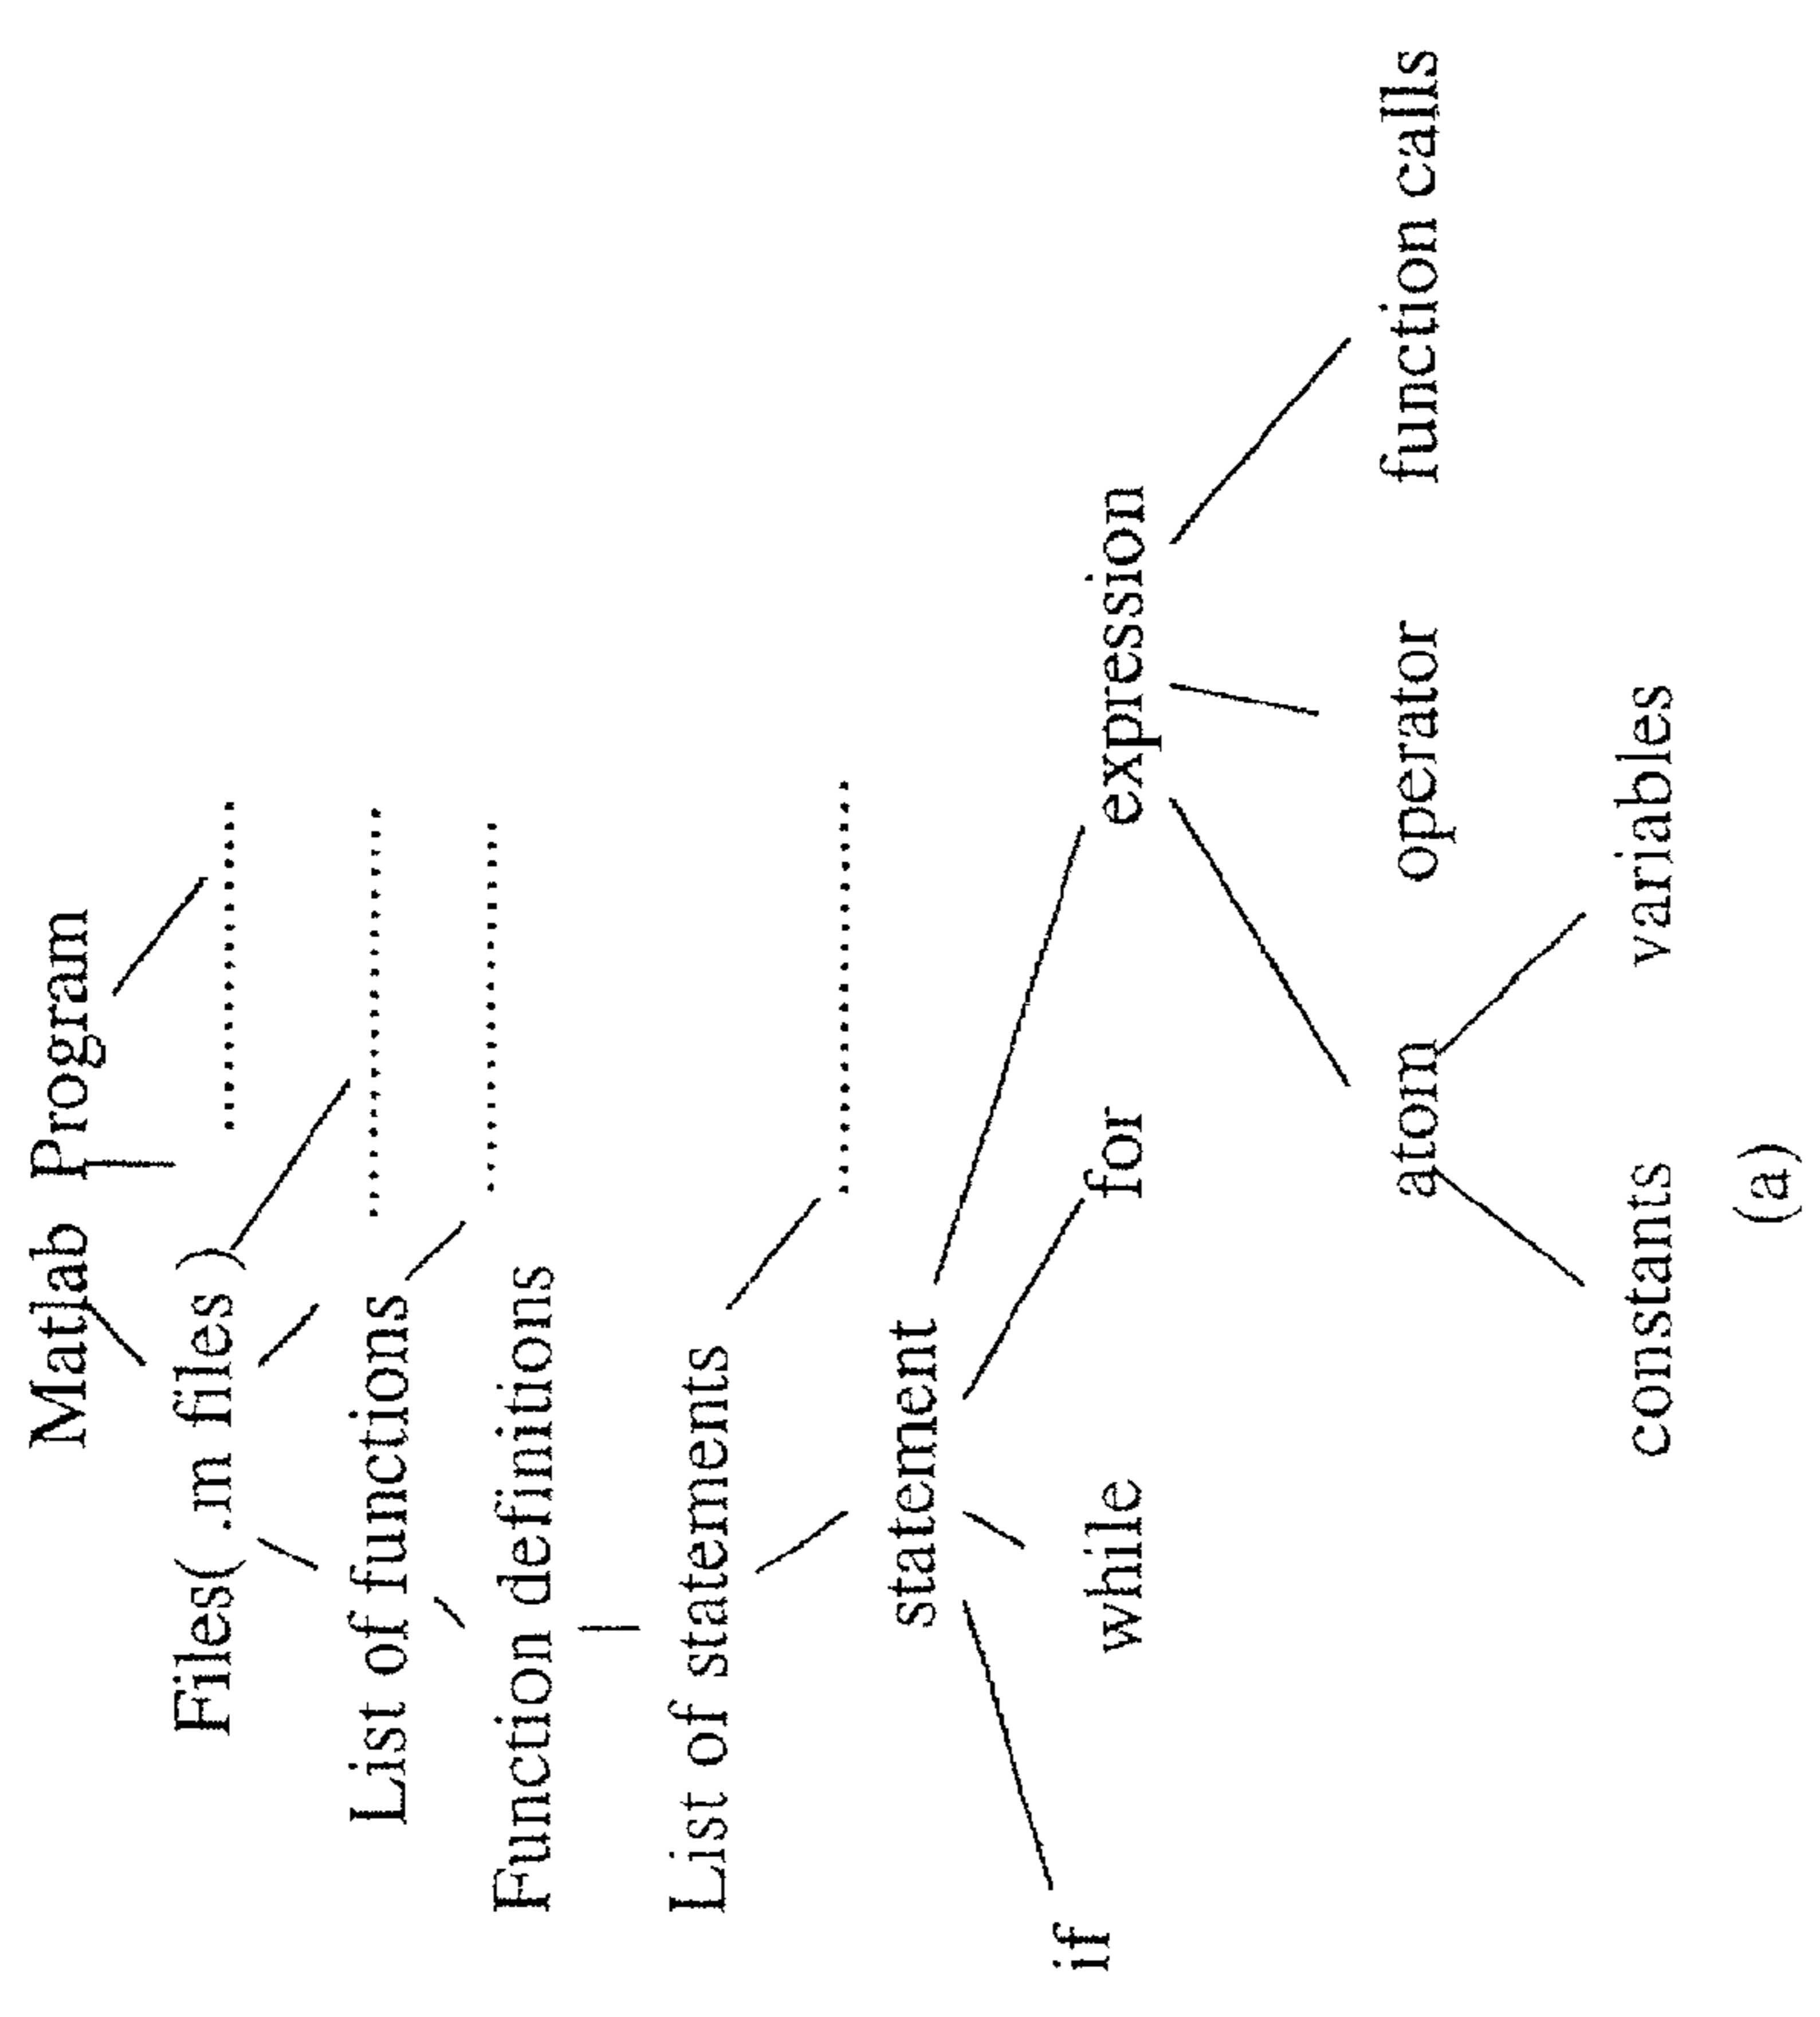 Matlab Program
Files( .m files )
List of functions
Function definitions
List of statements
statement
if while for expression
atom operator function calls
constants variables
(a)